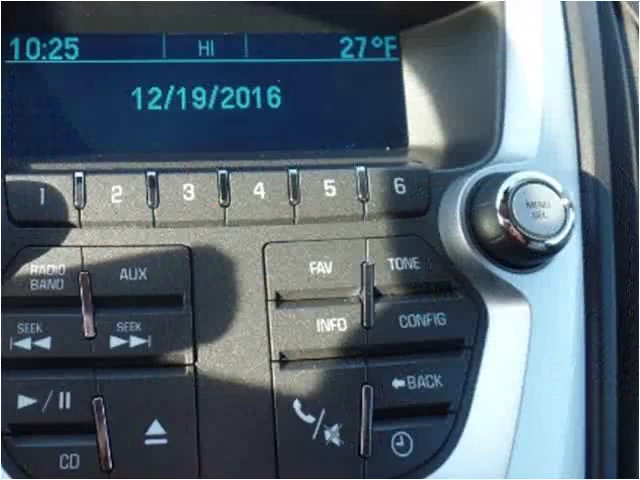 10:25 HI 27°F
12/19/2016
1 2 3 4 5 6
MENU
SEL
RADIO
BAND
AUX
FAV TONE
SEEK SEEK
INFO CONFIG
BACK
CD